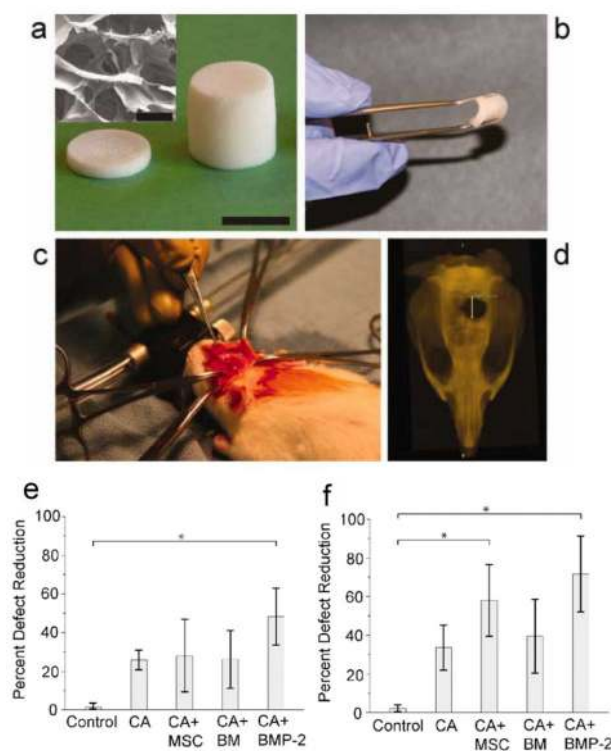 a
b
c
d
e
f
Percent Defect Reduction
100
80
60
40
20
0
*
Control
CA
CA+
MSC
CA+
BM
CA+
BMP-2
Percent Defect Reduction
100
80
60
40
20
0
*
*
Control
CA
CA+
MSC
CA+
BM
CA+
BMP-2